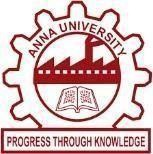 ANNA UNIVERSITY
PROGRESS THROUGH KNOWLEDGE